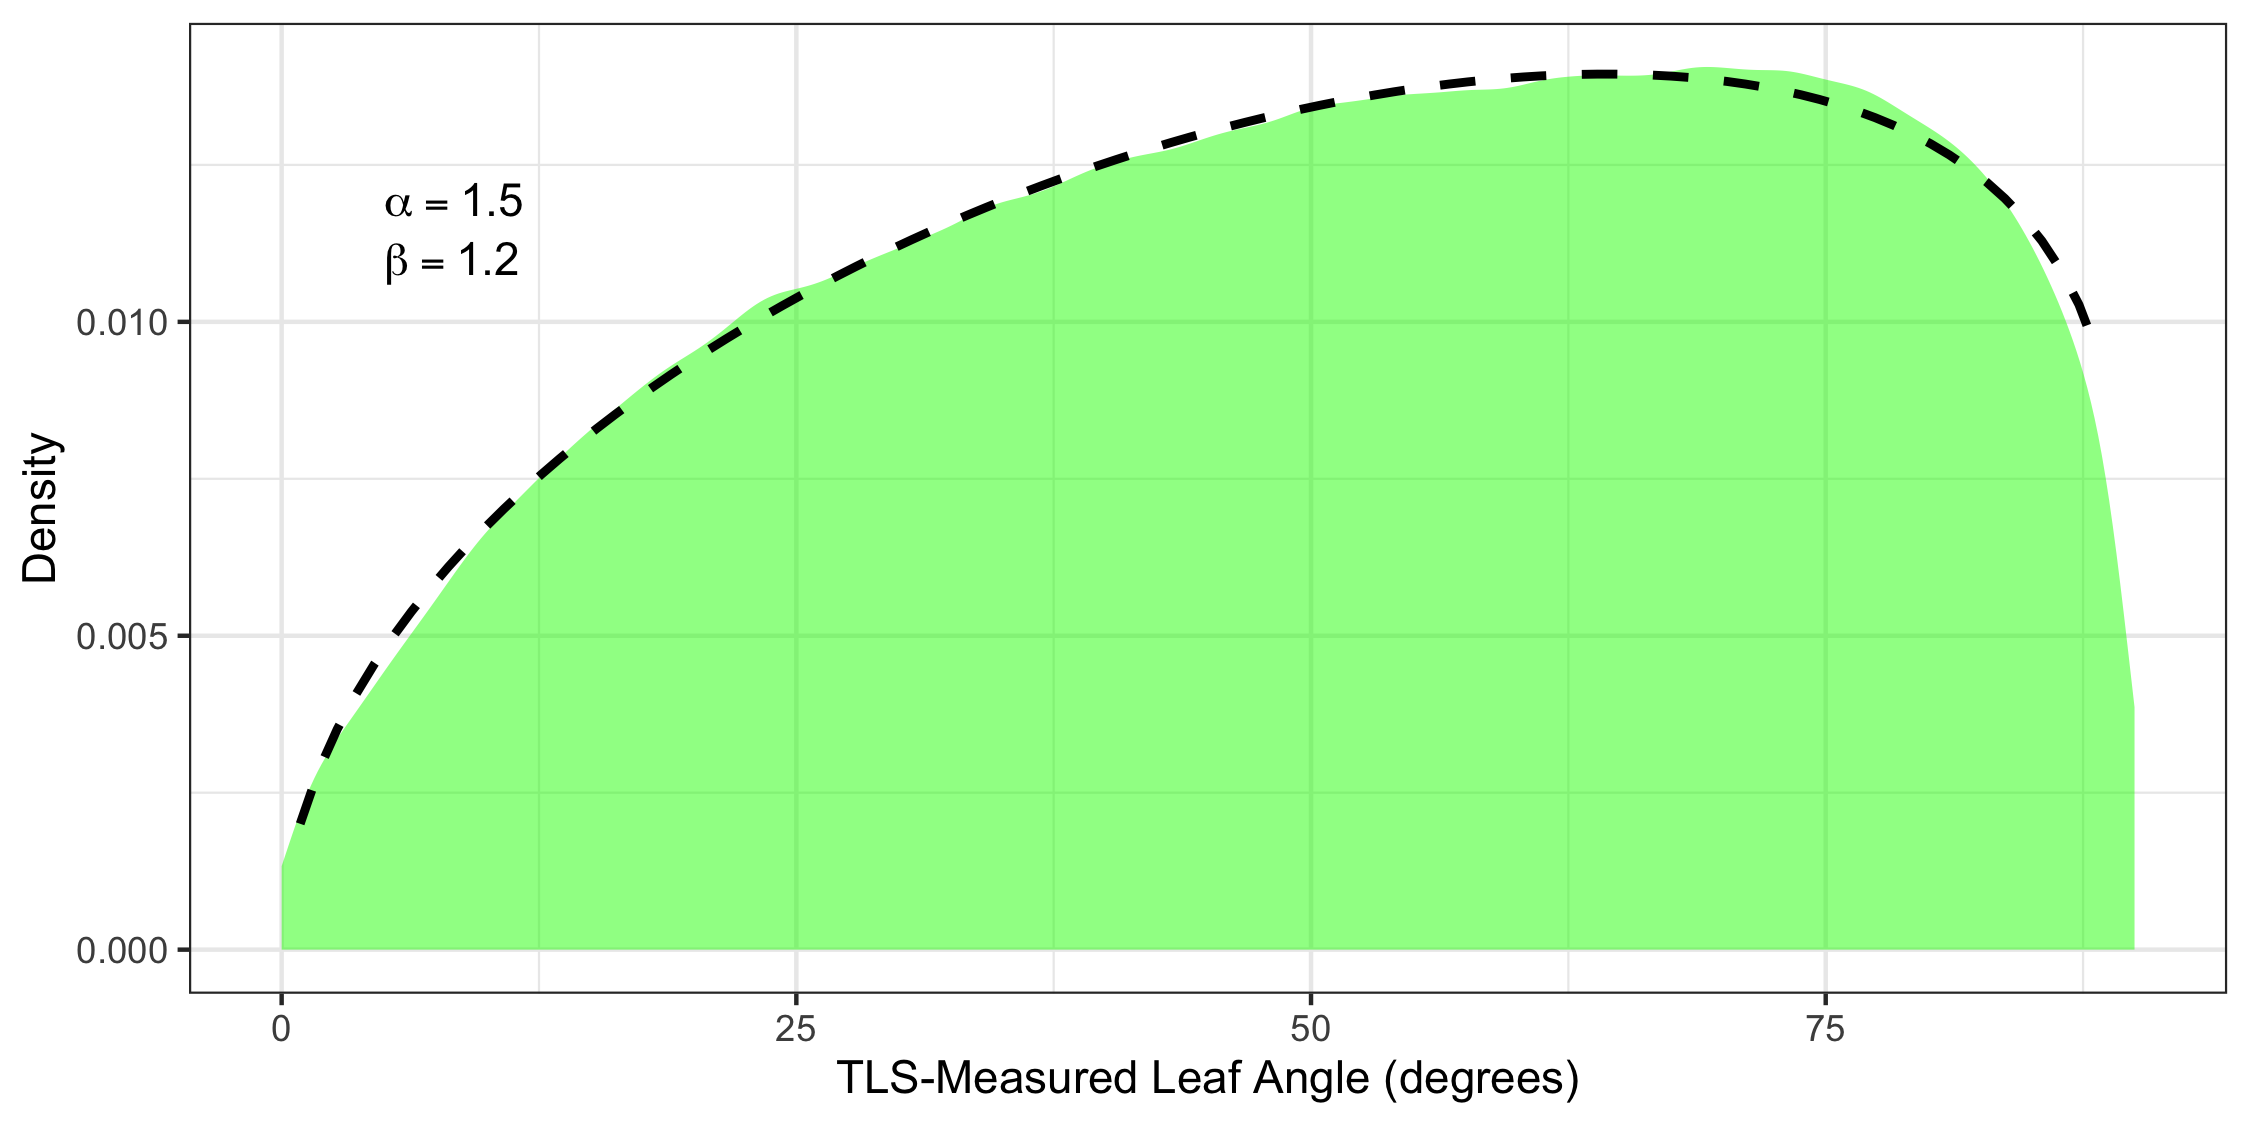 α = 1.5
β = 1.2
0.010
0.005
0.000
Density
0
25
50
75
TLS-Measured Leaf Angle (degrees)